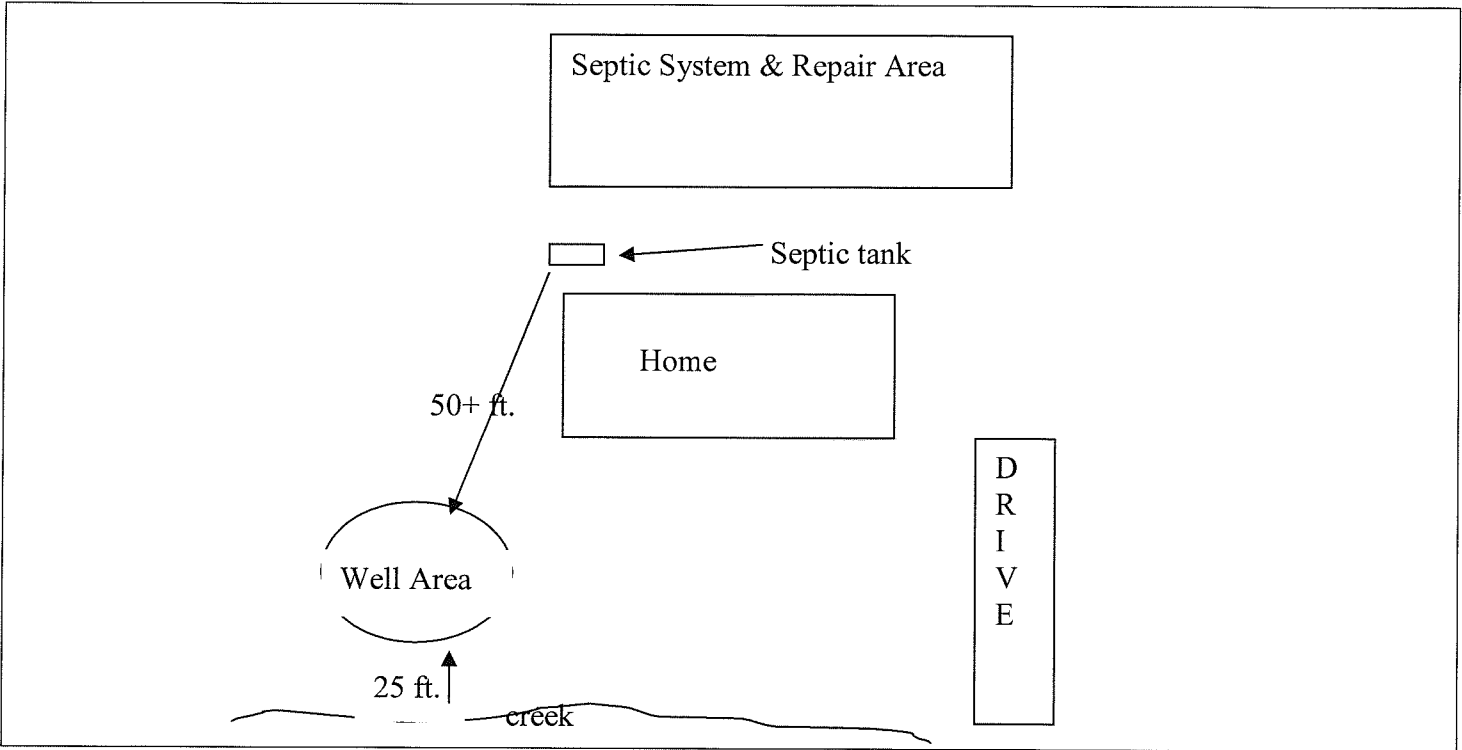 Septic System & Repair Area
Septic tank
Home
50+ ft.
D
R
I
V
E
Well Area
25 ft.
creek